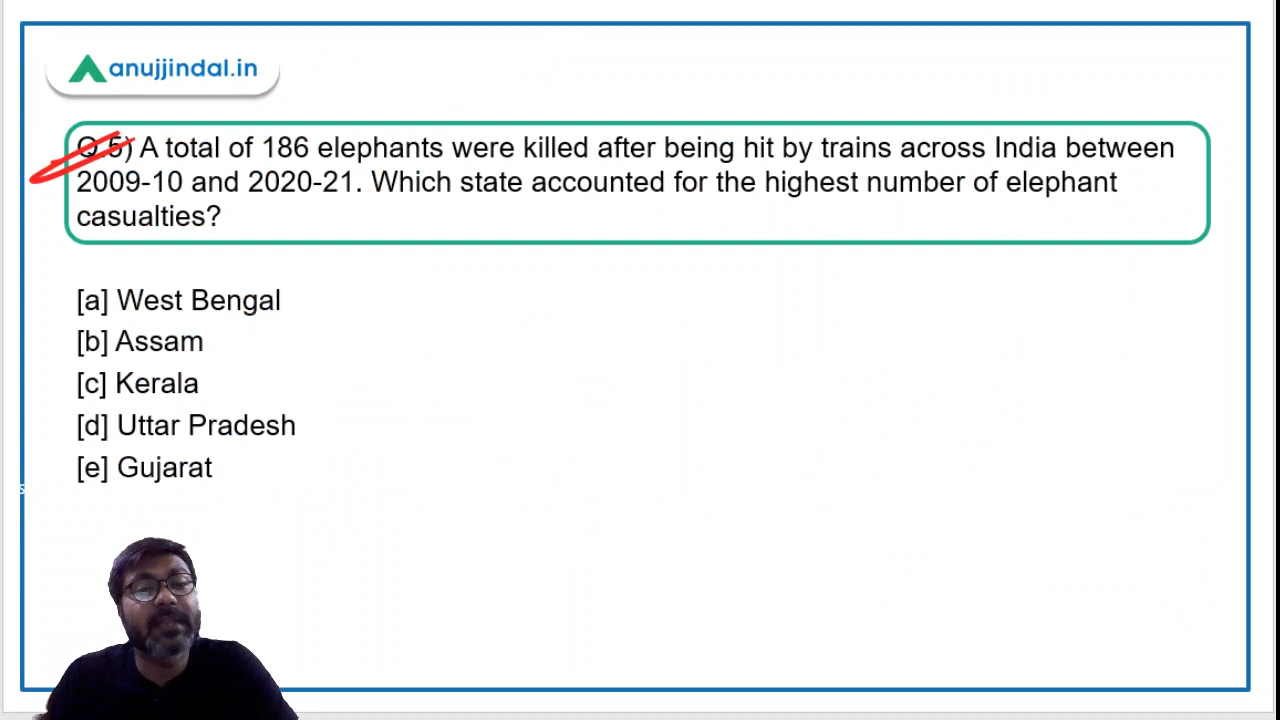 anujjindal.in
Q.5) A total of 186 elephants were killed after being hit by trains across India between
2009-10 and 2020-21. Which state accounted for the highest number of elephant
casualties?
[a] West Bengal
[b] Assam
[c] Kerala
[d] Uttar Pradesh
[e] Gujarat